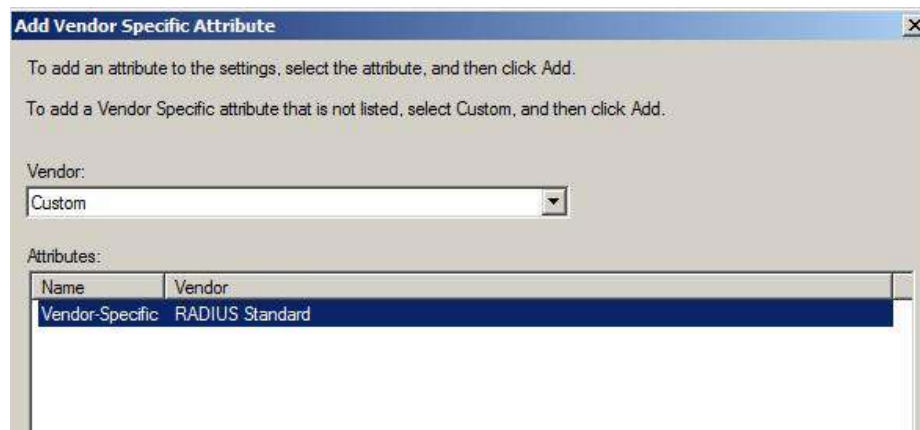 Add Vendor Specific Attribute
To add an attribute to the settings, select the attribute, and then click Add.
To add a Vendor Specific attribute that is not listed, select Custom, and then click Add.
Vendor:
Custom
Attributes:
Name Vendor
Vendor-Specific RADIUS Standard